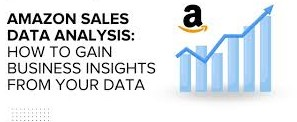 AMAZON SALES
DATA ANALYSIS:
HOW TO GAIN
BUSINESS INSIGHTS
FROM YOUR DATA
a